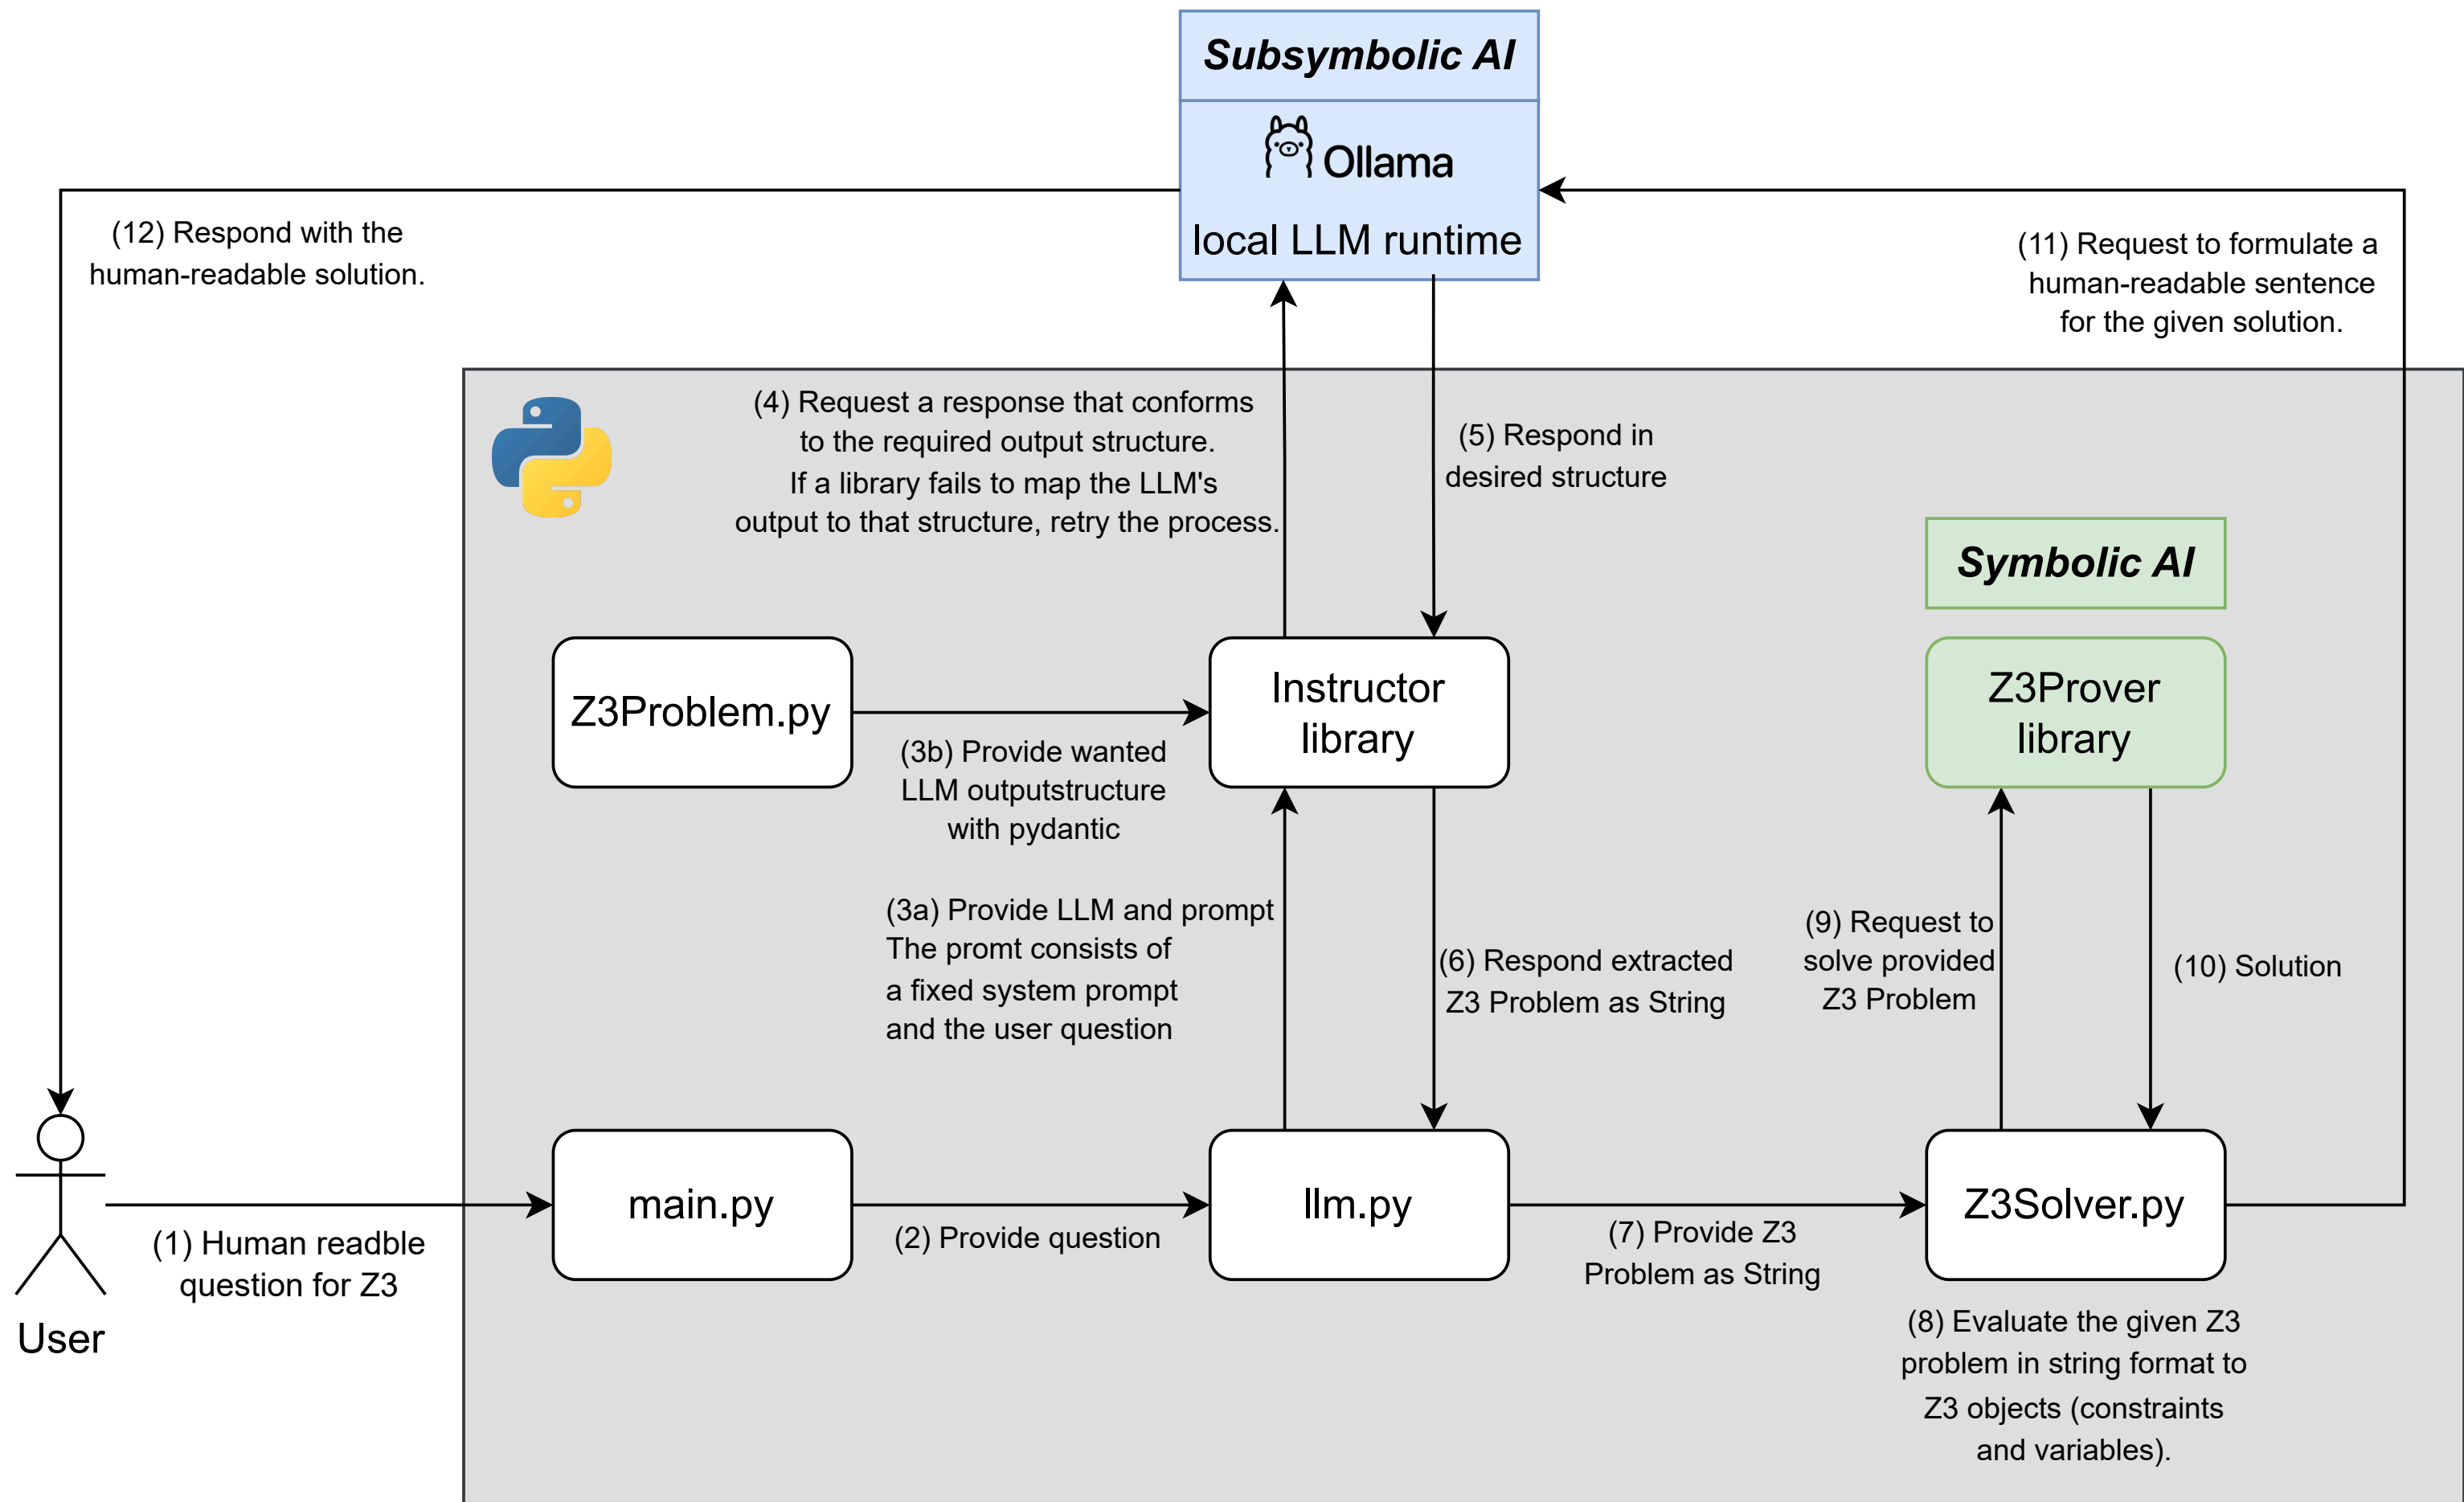 Subsymbolic AI
Ollama
local LLM runtime
(12) Respond with the
human-readable solution.
(11) Request to formulate a
human-readable sentence
for the given solution.
(4) Request a response that conforms
to the required output structure.
If a library fails to map the LLM's
output to that structure, retry the process.
(5) Respond in
desired structure
Symbolic AI
Z3Problem.py
Instructor
library
Z3Prover
library
(3b) Provide wanted
LLM outputstructure
with pydantic
(3a) Provide LLM and prompt
The promt consists of
a fixed system prompt
and the user question
(6) Respond extracted
Z3 Problem as String
(9) Request to
solve provided
Z3 Problem
(10) Solution
main.py
llm.py
Z3Solver.py
(1) Human readble
question for Z3
(2) Provide question
(7) Provide Z3
Problem as String
User
(8) Evaluate the given Z3
problem in string format to
Z3 objects (constraints
and variables).